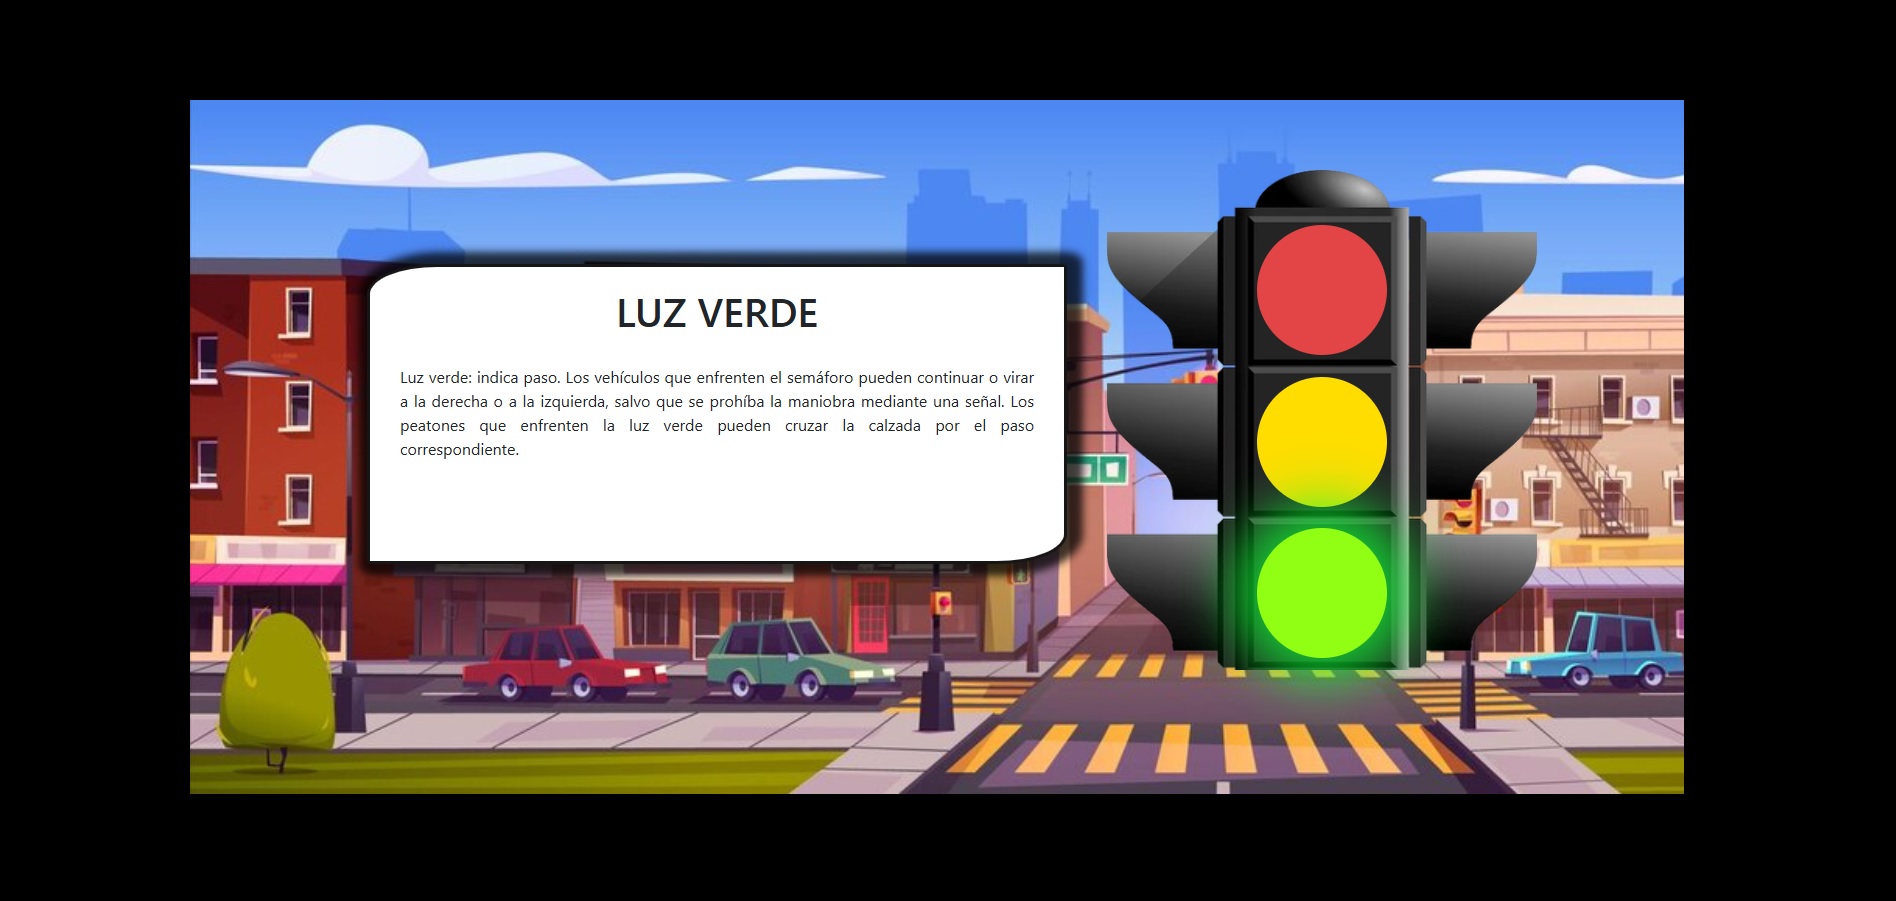 LUZ VERDE
Luz verde: indica paso. Los vehículos que enfrenten el semáforo pueden continuar o virar
a la derecha o a la izquierda, salvo que se prohíba la maniobra mediante una señal. Los
peatones que enfrenten la luz verde pueden cruzar la calzada por el paso
correspondiente.